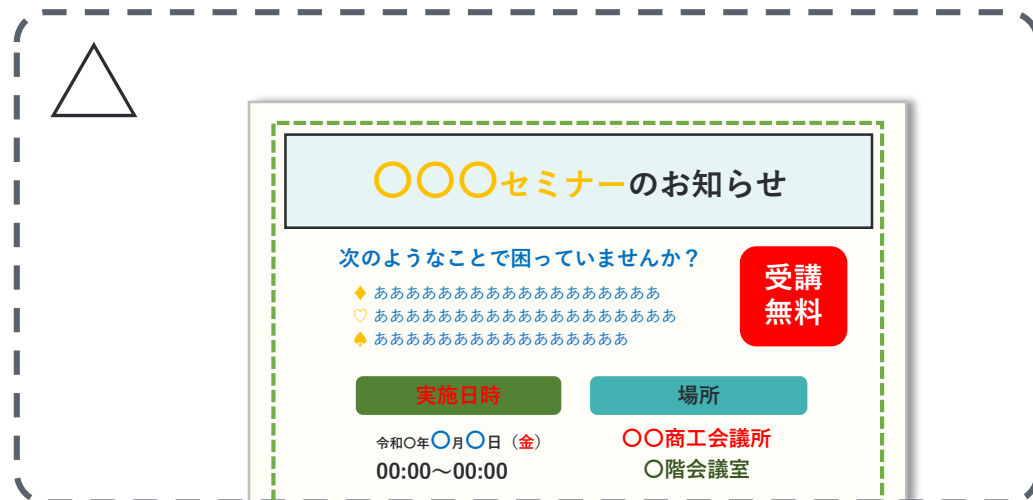 〇〇〇セミナーのお知らせ
次のようなことで困っていませんか？
♦ ああああああああああああああああああ
♡ あああああああああああああああああああ
♠ ああああああああああああああああ
受講
無料
実施日時
令和〇年〇月〇日（金）
00:00～00:00
場所
〇〇商工会議所
〇階会議室